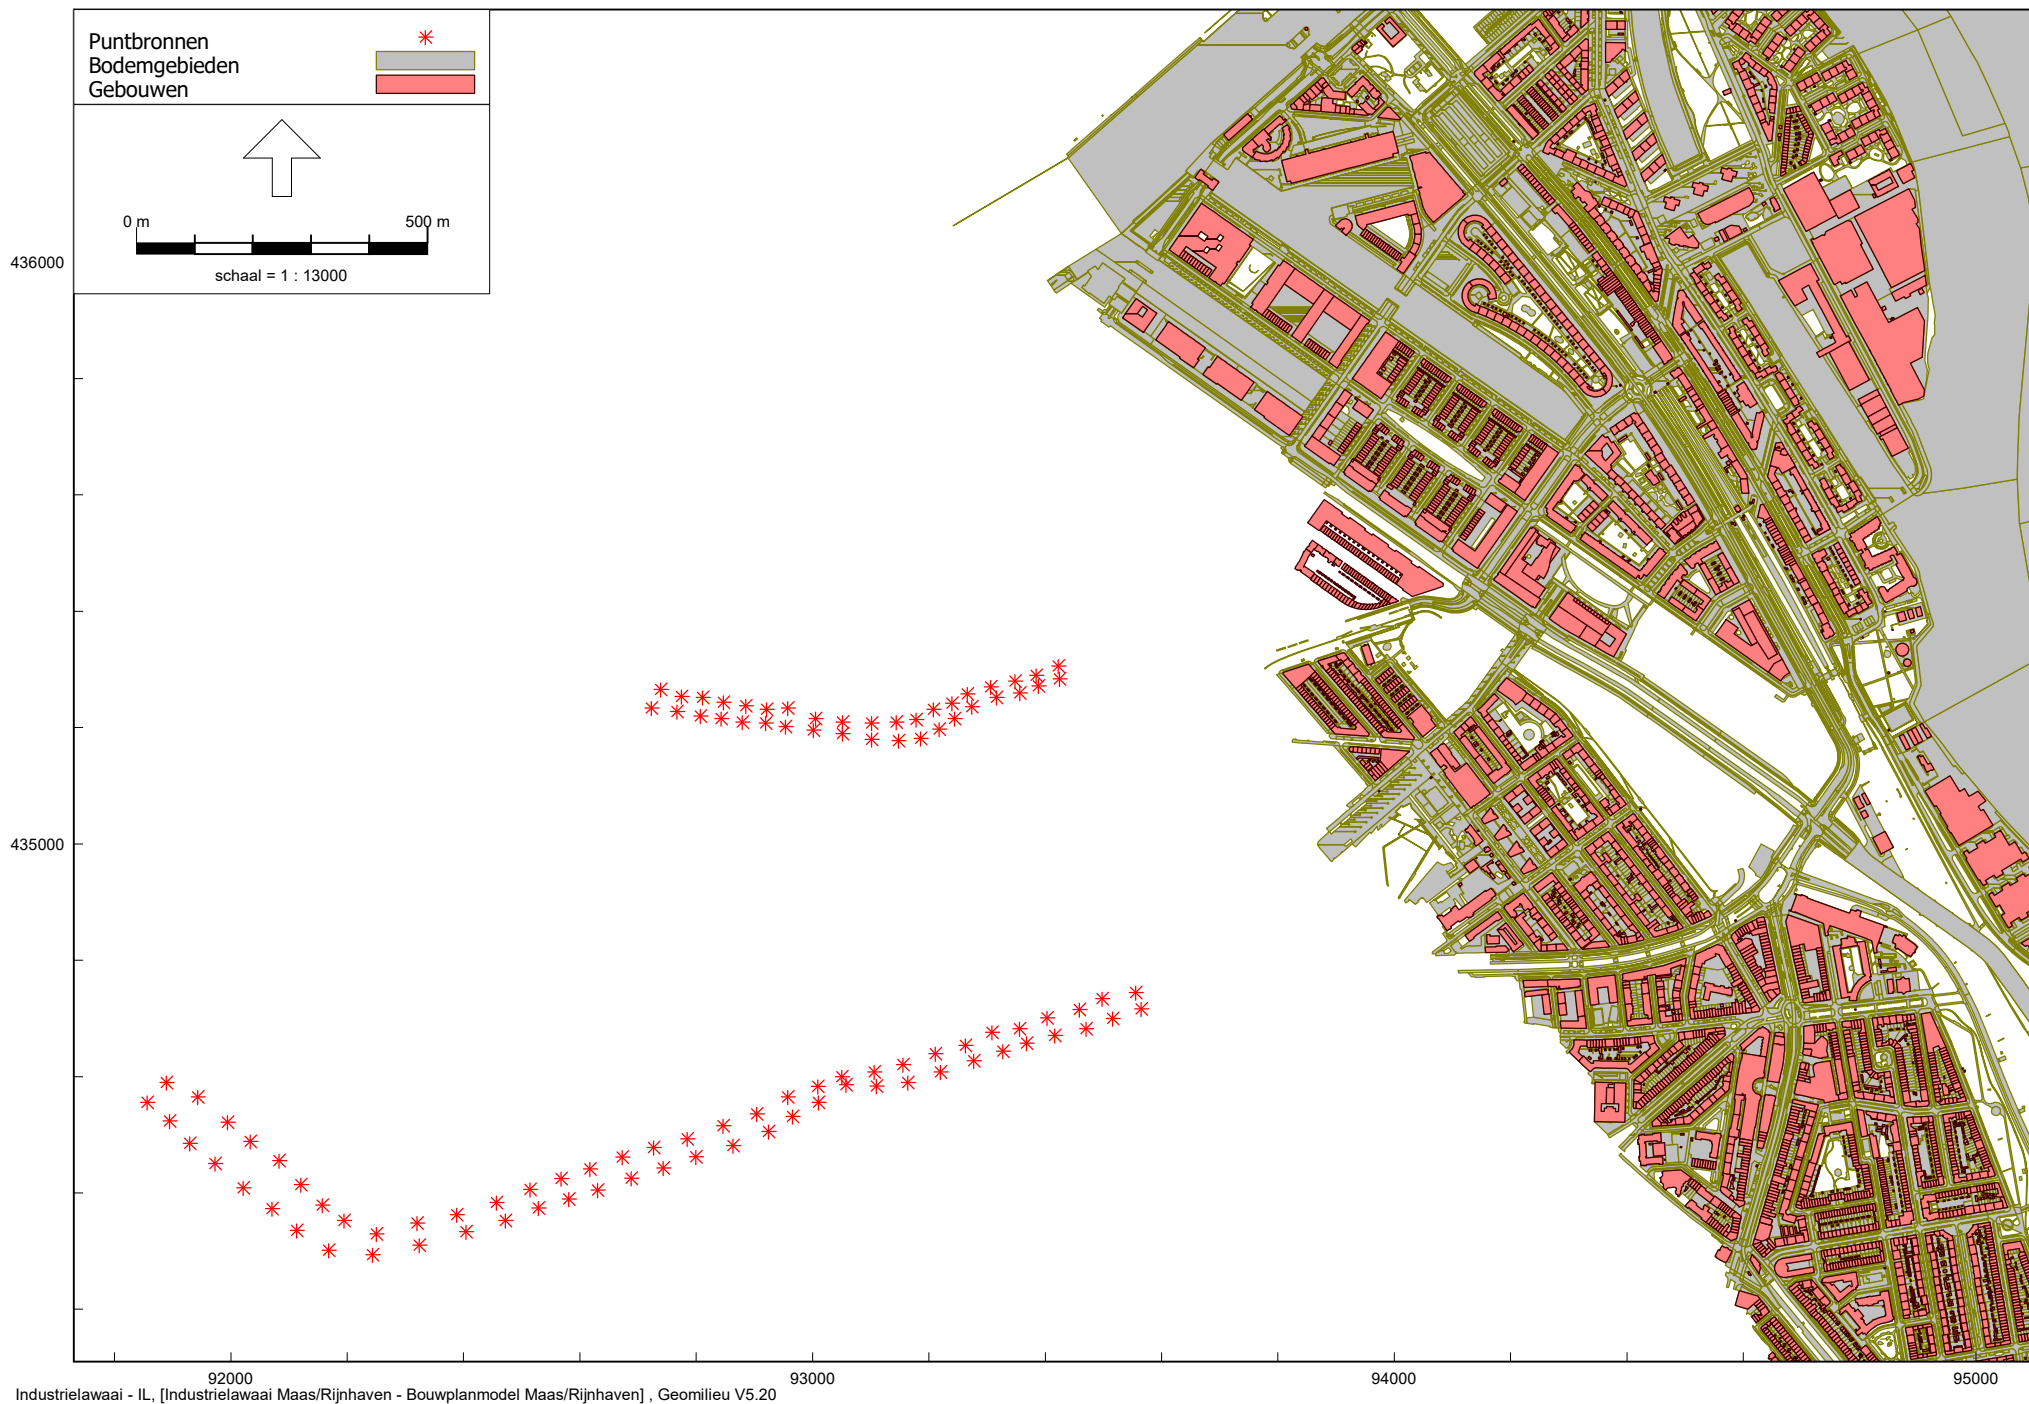 Puntbronnen
Bodemgebieden
Gebouwen
0 m 500 m
schaal = 1 : 13000
436000
435000
92000 93000 94000 95000
Industrielawaai - IL, [Industrielawaai Maas/Rijnhaven - Bouwplanmodel Maas/Rijnhaven] , Geomilieu V5.20